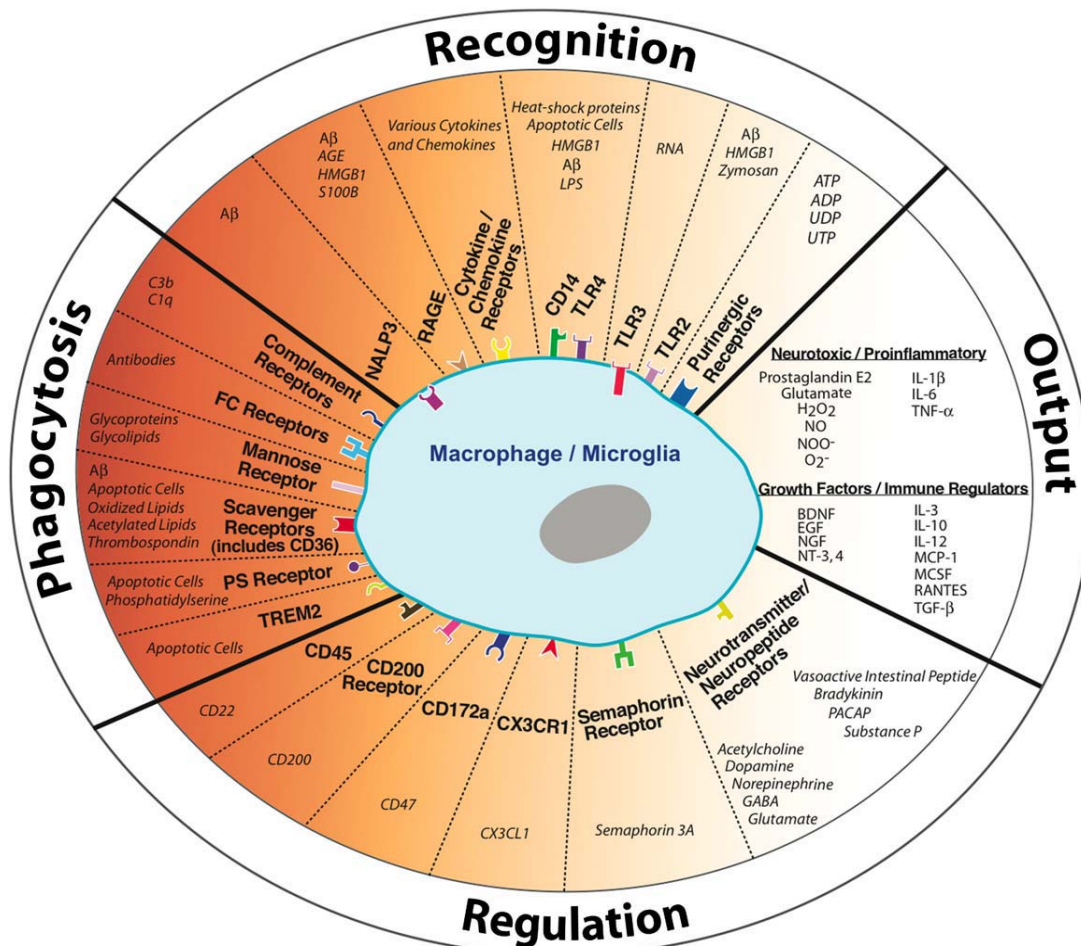 Recognition
Aβ
AGE
HMGB1
S100B
Various Cytokines
and Chemokines
Heat-shock proteins
Apoptotic Cells
HMGB1
Aβ
LPS
RNA
Aβ
HMGB1
Zymosan
ATP
ADP
UDP
UTP
Aβ
NALP3
RAGE
Cytokine /
Chemokine
Receptors
CD14
TLR4
TLR3
TLR2
Purinergic
Receptors
Phagocytosis
C3b
C1q
Complement
Receptors
Antibodies
FC Receptors
Glycoproteins
Glycolipids
Mannose
Receptor
Aβ
Apoptotic Cells
Oxidized Lipids
Acetylated Lipids
Thrombospondin
Scavenger
Receptors
(includes CD36)
Apoptotic Cells
Phosphatidylserine
PS Receptor
Apoptotic Cells
TREM2
Macrophage / Microglia
Output
Neurotoxic / Proinflammatory
Prostaglandin E2
Glutamate
H2O2
NO
NOO-
O2-
IL-1β
IL-6
TNF-α
Growth Factors / Immune Regulators
BDNF
EGF
NGF
NT-3, 4
IL-3
IL-10
IL-12
MCP-1
MCSF
RANTES
TGF-β
CD45
CD22
CD200
Receptor
CD200
CD172a
CD47
CX3CR1
CX3CL1
Semaphorin
Receptor
Semaphorin 3A
Neurotransmitter/
Neuropeptide
Receptors
Vasoactive Intestinal Peptide
Bradykinin
PACAP
Substance P
Acetylcholine
Dopamine
Norepinephrine
GABA
Glutamate
Regulation